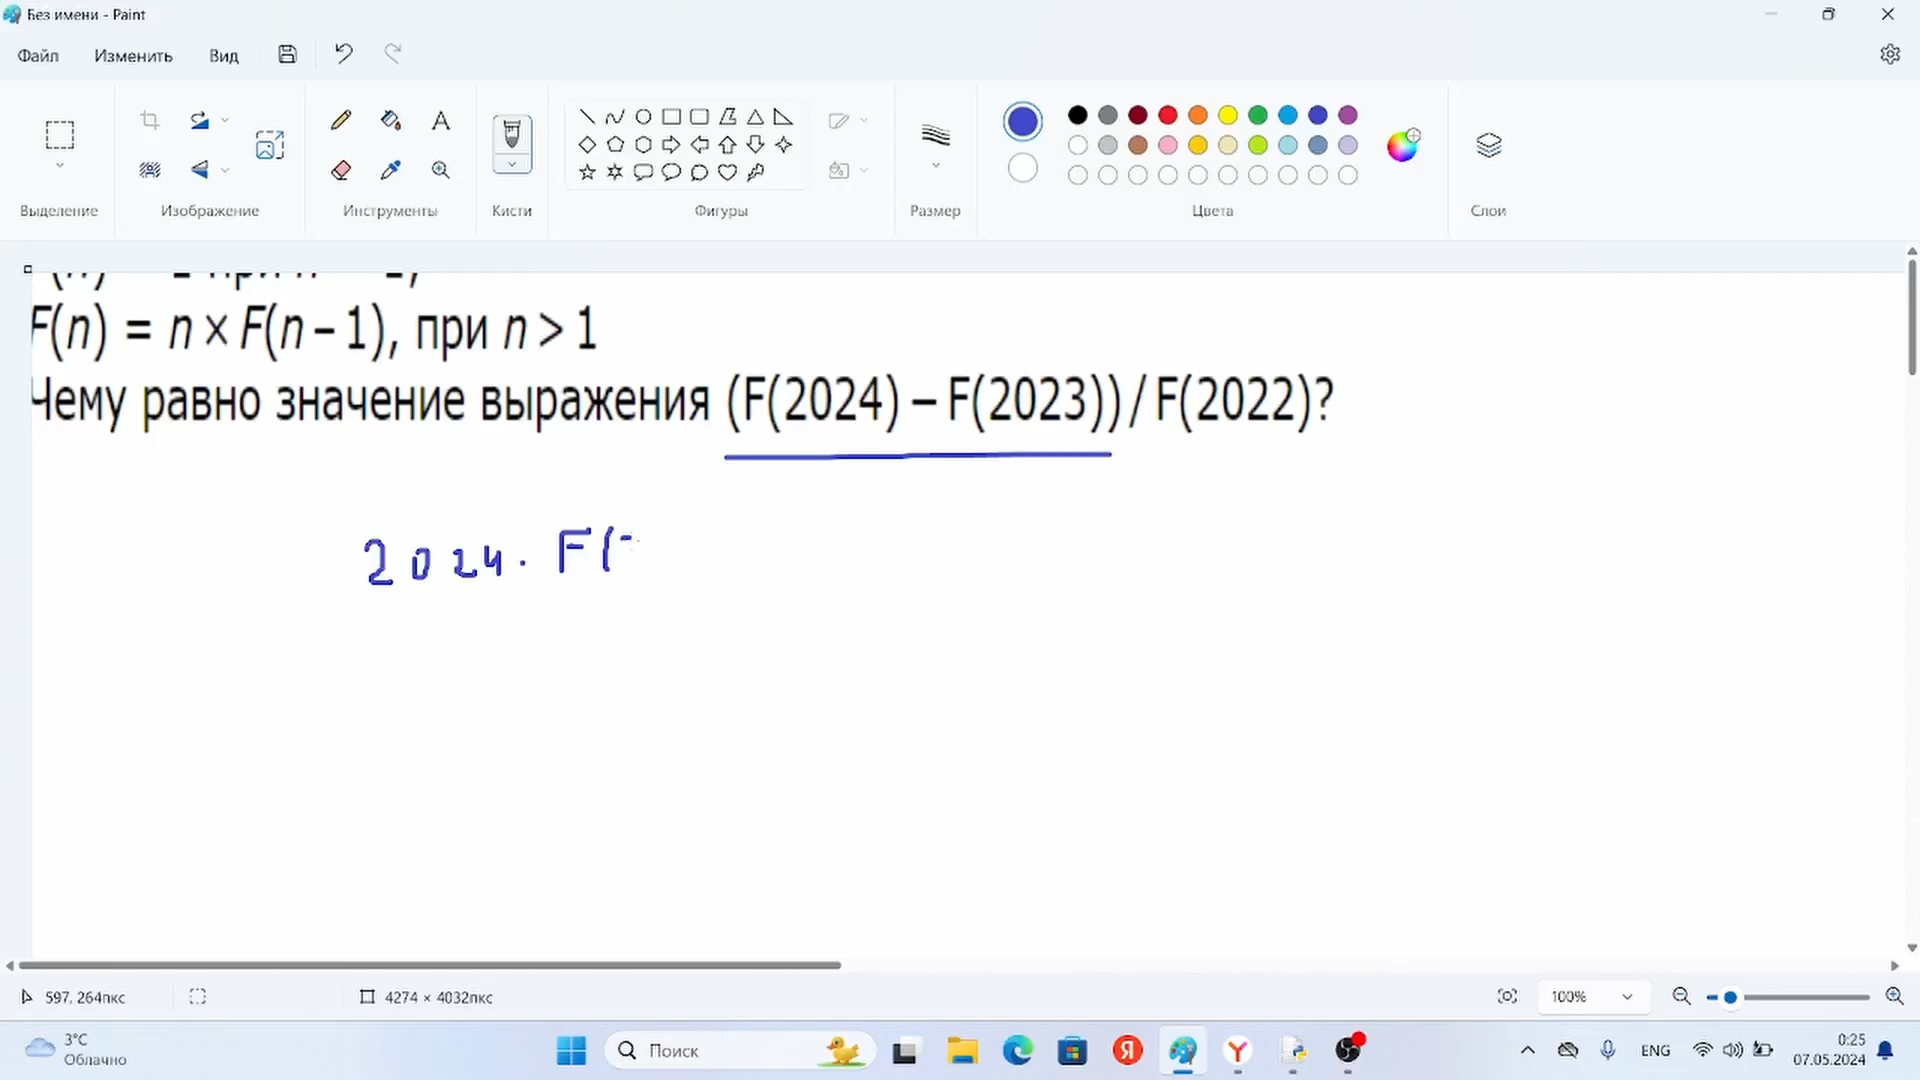 Без имени - Paint
Файл Изменить Вид
Выделение Изображение Инструменты Кисти Фигуры Размер Цвета Слои
F(n) = n × F(n – 1), при n > 1
Чему равно значение выражения (F(2024) – F(2023)) / F(2022)?
2024. F(
597, 264пкс 4274 × 4032пкс 100%
3°C
Облачно
Поиск
ENG
0:25
07.05.2024